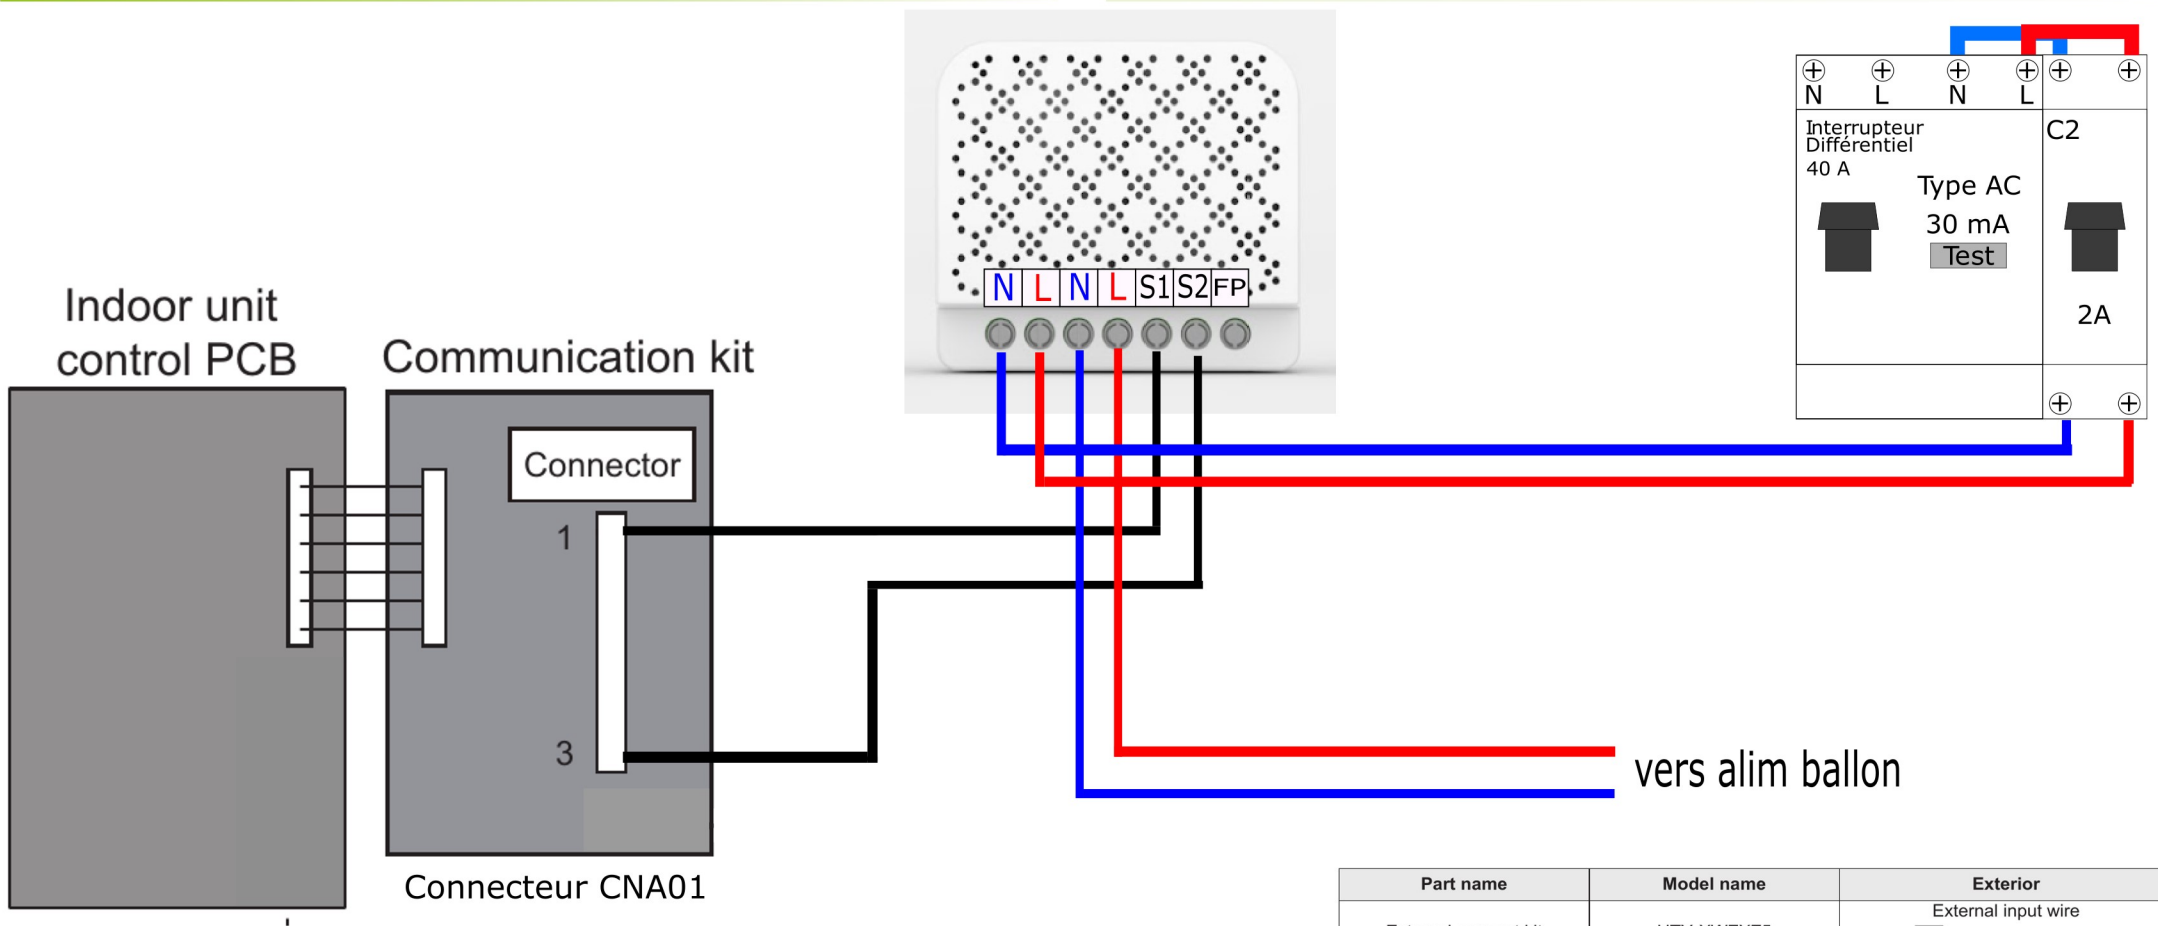 N L N L
Interrupteur
Différentiel
40 A
Type AC
30 mA
Test
C2
2A
N L N L S1 S2 FP
Indoor unit
control PCB
Communication kit
Connector
1
3
Connecteur CNA01
vers alim ballon
Part name Model name Exterior
External input wire